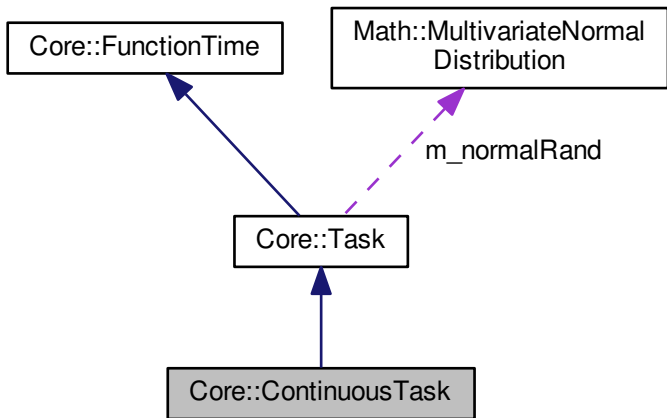 Core::FunctionTime
Math::MultivariateNormal
Distribution
m_normalRand
Core::Task
Core::ContinuousTask